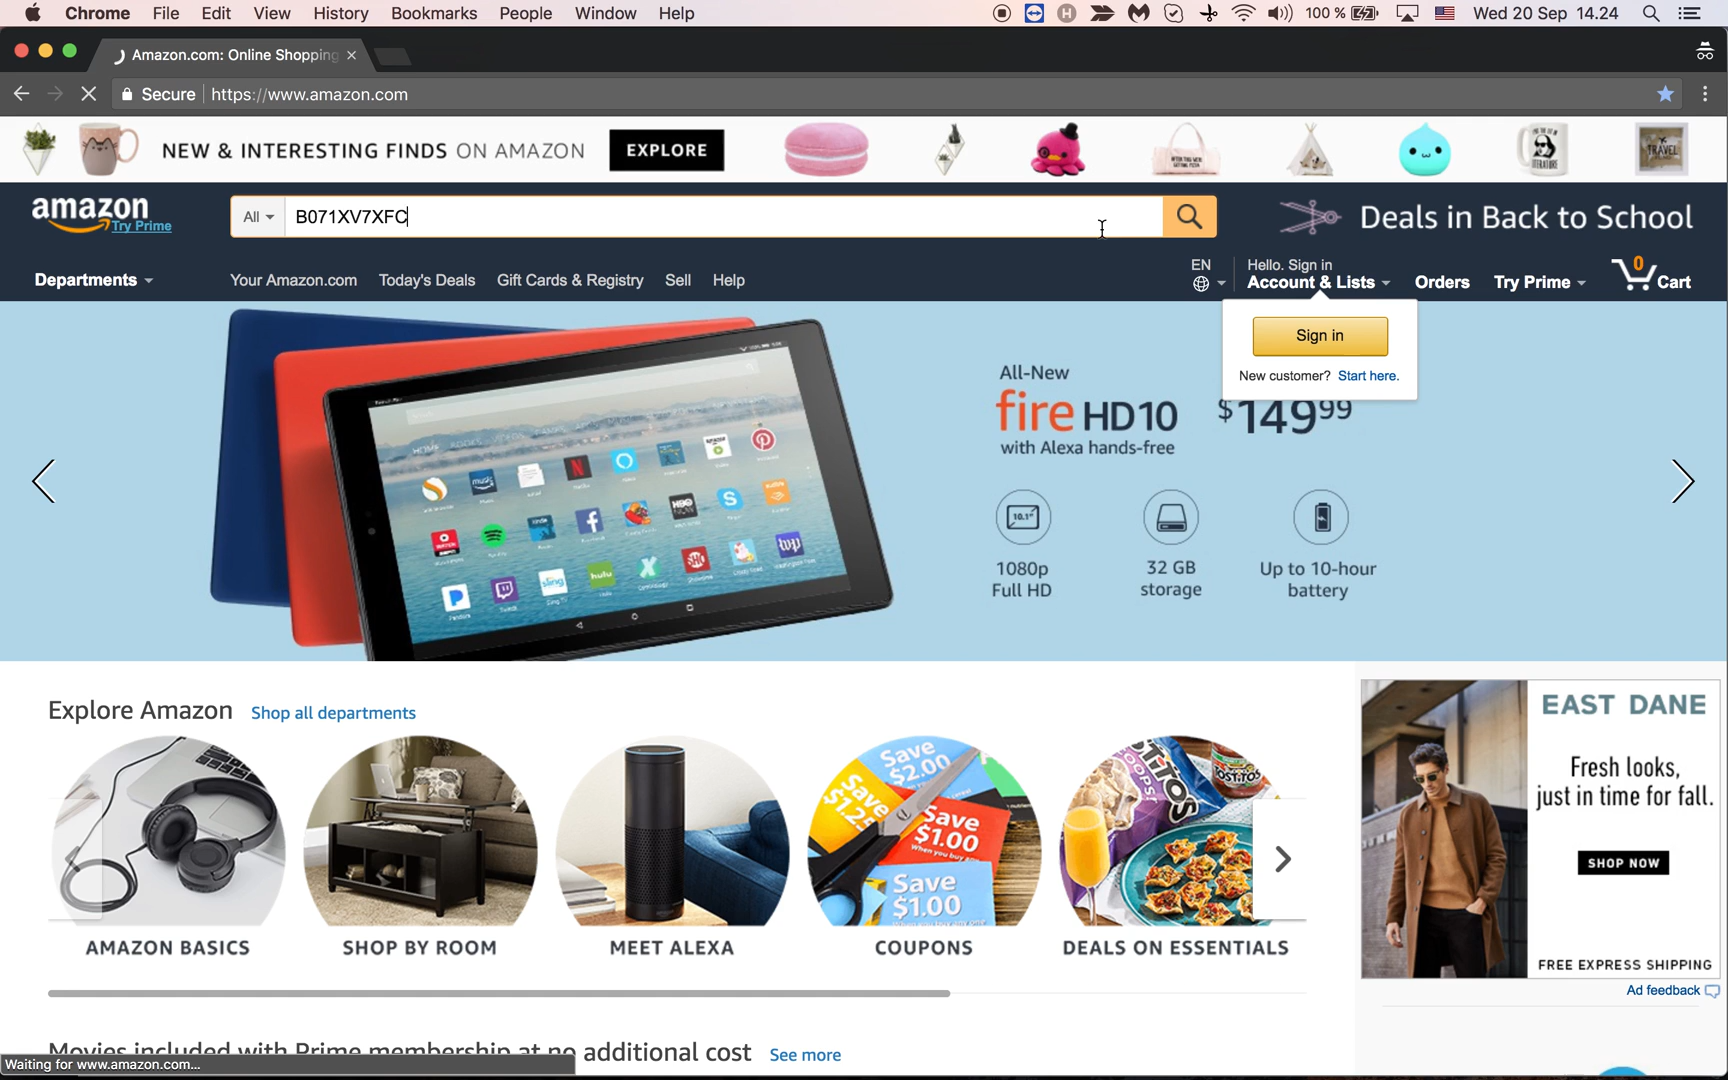 Chrome File Edit View History Bookmarks People Window Help
100 % Wed 20 Sep 14.24
Amazon.com: Online Shopping
Secure https://www.amazon.com
NEW & INTERESTING FINDS ON AMAZON EXPLORE
amazon
Try Prime
All B071XV7XFC
Deals in Back to School
Departments Your Amazon.com Today's Deals Gift Cards & Registry Sell Help
EN
Hello. Sign in
Account & Lists Orders Try Prime 0 Cart
Sign in
New customer? Start here.
All-New
fire HD10 $149 99
with Alexa hands-free
10.1"
1080p
Full HD
32 GB
storage
Up to 10-hour
battery
Explore Amazon Shop all departments
AMAZON BASICS
SHOP BY ROOM
MEET ALEXA
Save
$2.00
Save
$1.25
Save
$1.00
Save
$1.00
COUPONS
TOSTITOS
DEALS ON ESSENTIALS
EAST DANE
Fresh looks,
just in time for fall.
SHOP NOW
FREE EXPRESS SHIPPING
Ad feedback
Movies included with Prime membership at no additional cost See more
Waiting for www.amazon.com...